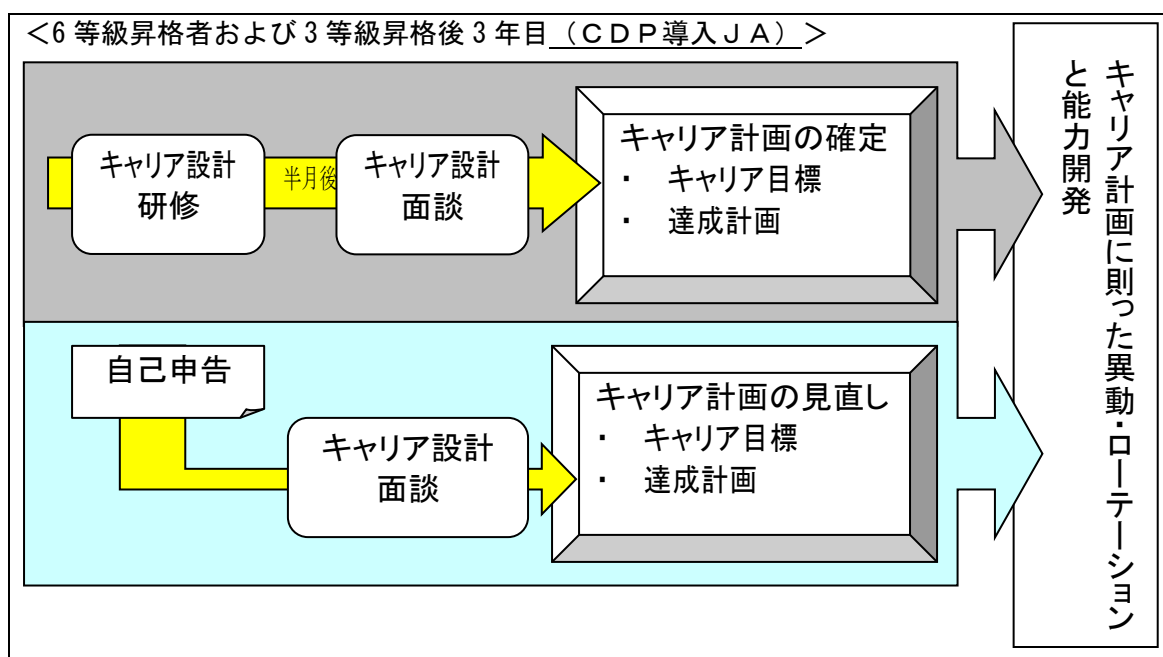 ＜6 等級昇格者および 3 等級昇格後 3 年目（ＣＤＰ導入ＪＡ）＞
キャリア設計
研修
半月後
キャリア設計
面談
キャリア計画の確定
・ キャリア目標
・ 達成計画
自己申告
キャリア設計
面談
キャリア計画の見直し
・ キャリア目標
・ 達成計画
キャリア計画に則った異動・ローテーション
と能力開発